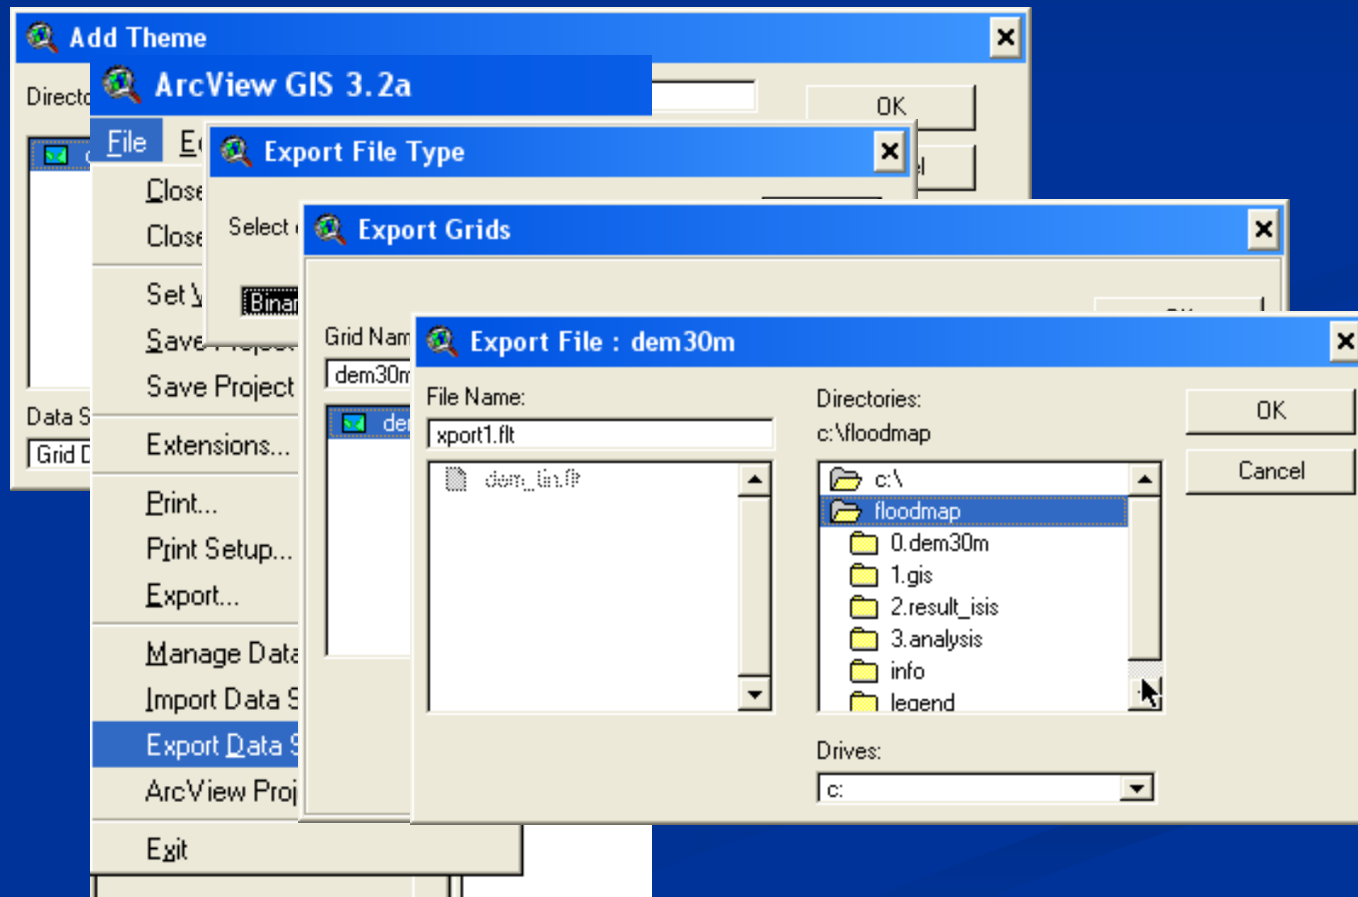 Add Theme
Directo
OK
ArcView GIS 3.2a
File
Export File Type
Close
Close
Select
Set V
Binar
Save Project
Save Project
Extensions...
Print...
Print Setup...
Export...
Manage Data
Import Data S
Export Data S
ArcView Proj
Exit
Data S
Grid D
Export Grids
Grid Nam
dem30m
Export File : dem30m
File Name:
xport1.flt
dem_tin.flt
Directories:
c:\floodmap
c:\
floodmap
0.dem30m
1.gis
2.result_isis
3.analysis
info
legend
Drives:
c:
OK
Cancel